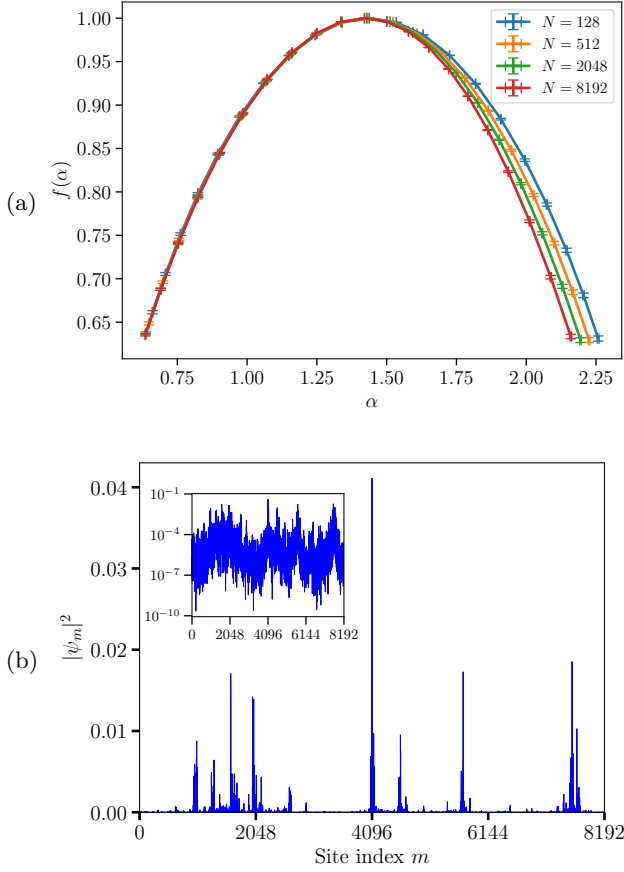 (a)
f(α)
1.00
0.95
0.90
0.85
0.80
0.75
0.70
0.65
N = 128
N = 512
N = 2048
N = 8192
0.75 1.00 1.25 1.50 1.75 2.00 2.25
α
(b)
|ψ_m|^2
0.04
0.03
0.02
0.01
0.00
10^−1
10^−4
10^−7
10^−10
0 2048 4096 6144 8192
0 2048 4096 6144 8192
Site index m